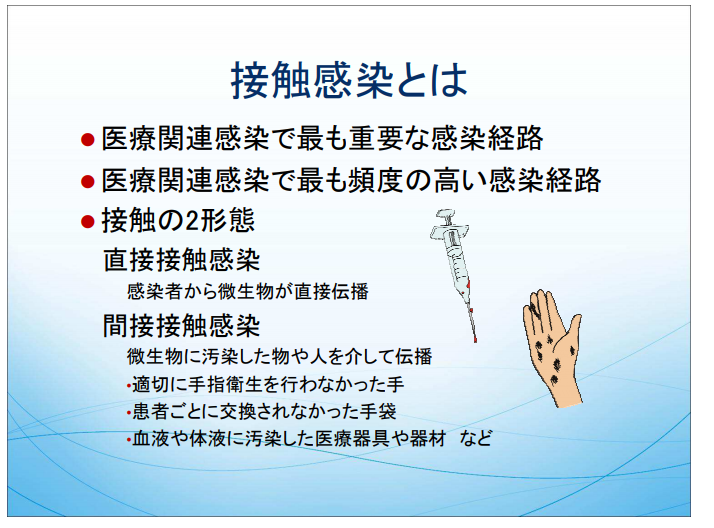 接触感染とは
●医療関連感染で最も重要な感染経路
●医療関連感染で最も頻度の高い感染経路
●接触の2形態
直接接触感染
感染者から微生物が直接伝播
間接接触感染
微生物に汚染した物や人を介して伝播
•適切に手指衛生を行わなかった手
•患者ごとに交換されなかった手袋
•血液や体液に汚染した医療器具や器材　など